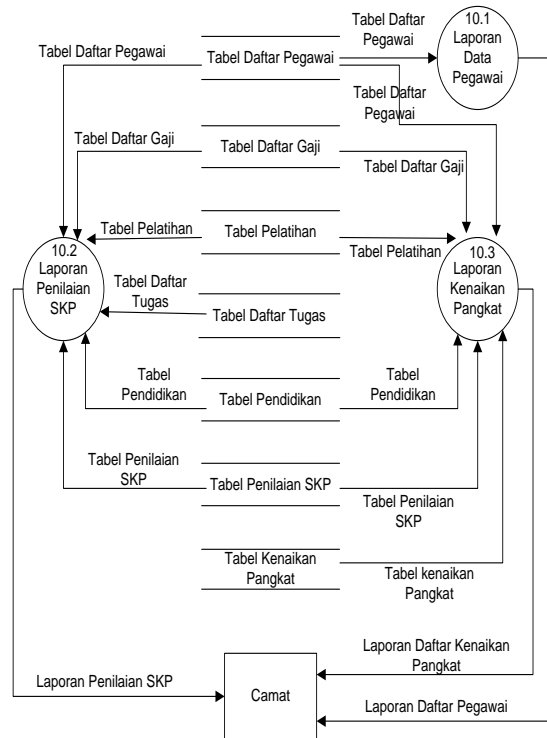 Tabel Daftar
Pegawai
10.1
Laporan
Data
Pegawai
Tabel Daftar Pegawai
Tabel Daftar Pegawai
Tabel Daftar
Pegawai
Tabel Daftar Gaji
Tabel Daftar Gaji
Tabel Daftar Gaji
Tabel Pelatihan
Tabel Pelatihan
Tabel Pelatihan
10.2
Laporan
Penilaian
SKP
10.3
Laporan
Kenaikan
Pangkat
Tabel Daftar
Tugas
Tabel Daftar Tugas
Tabel
Pendidikan
Tabel Pendidikan
Tabel
Pendidikan
Tabel Penilaian
SKP
Tabel Penilaian SKP
Tabel Penilaian
SKP
Tabel Kenaikan
Pangkat
Tabel kenaikan
Pangkat
Laporan Daftar Kenaikan
Pangkat
Laporan Penilaian SKP
Camat
Laporan Daftar Pegawai